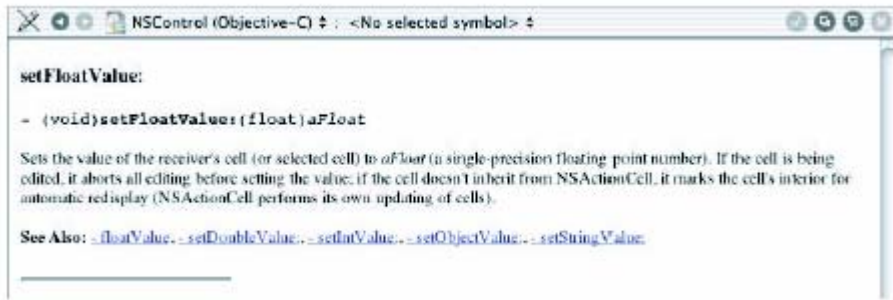 NSControl (Objective-C) : <No selected symbol>
setFloatValue:
- (void)setFloatValue:(float)aFloat
Sets the value of the receiver's cell (or selected cell) to aFloat (a single-precision floating point number). If the cell is being
edited, it aborts all editing before setting the value; if the cell doesn't inherit from NSActionCell, it marks the cell's interior for
automatic redisplay (NSActionCell performs its own updating of cells).
See Also: - floatValue, - setDoubleValue:, - setIntValue:, - setObjectValue:, - setStringValue: